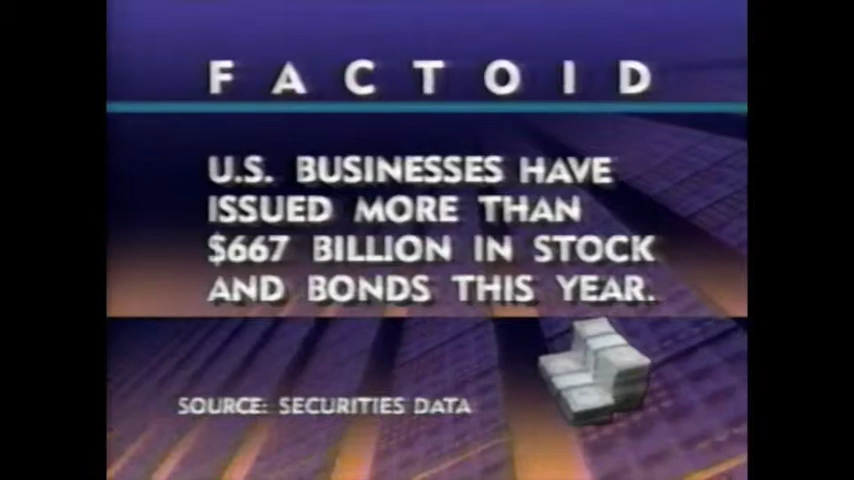 FACTOID
U.S. BUSINESSES HAVE
ISSUED MORE THAN
$667 BILLION IN STOCK
AND BONDS THIS YEAR.
SOURCE: SECURITIES DATA